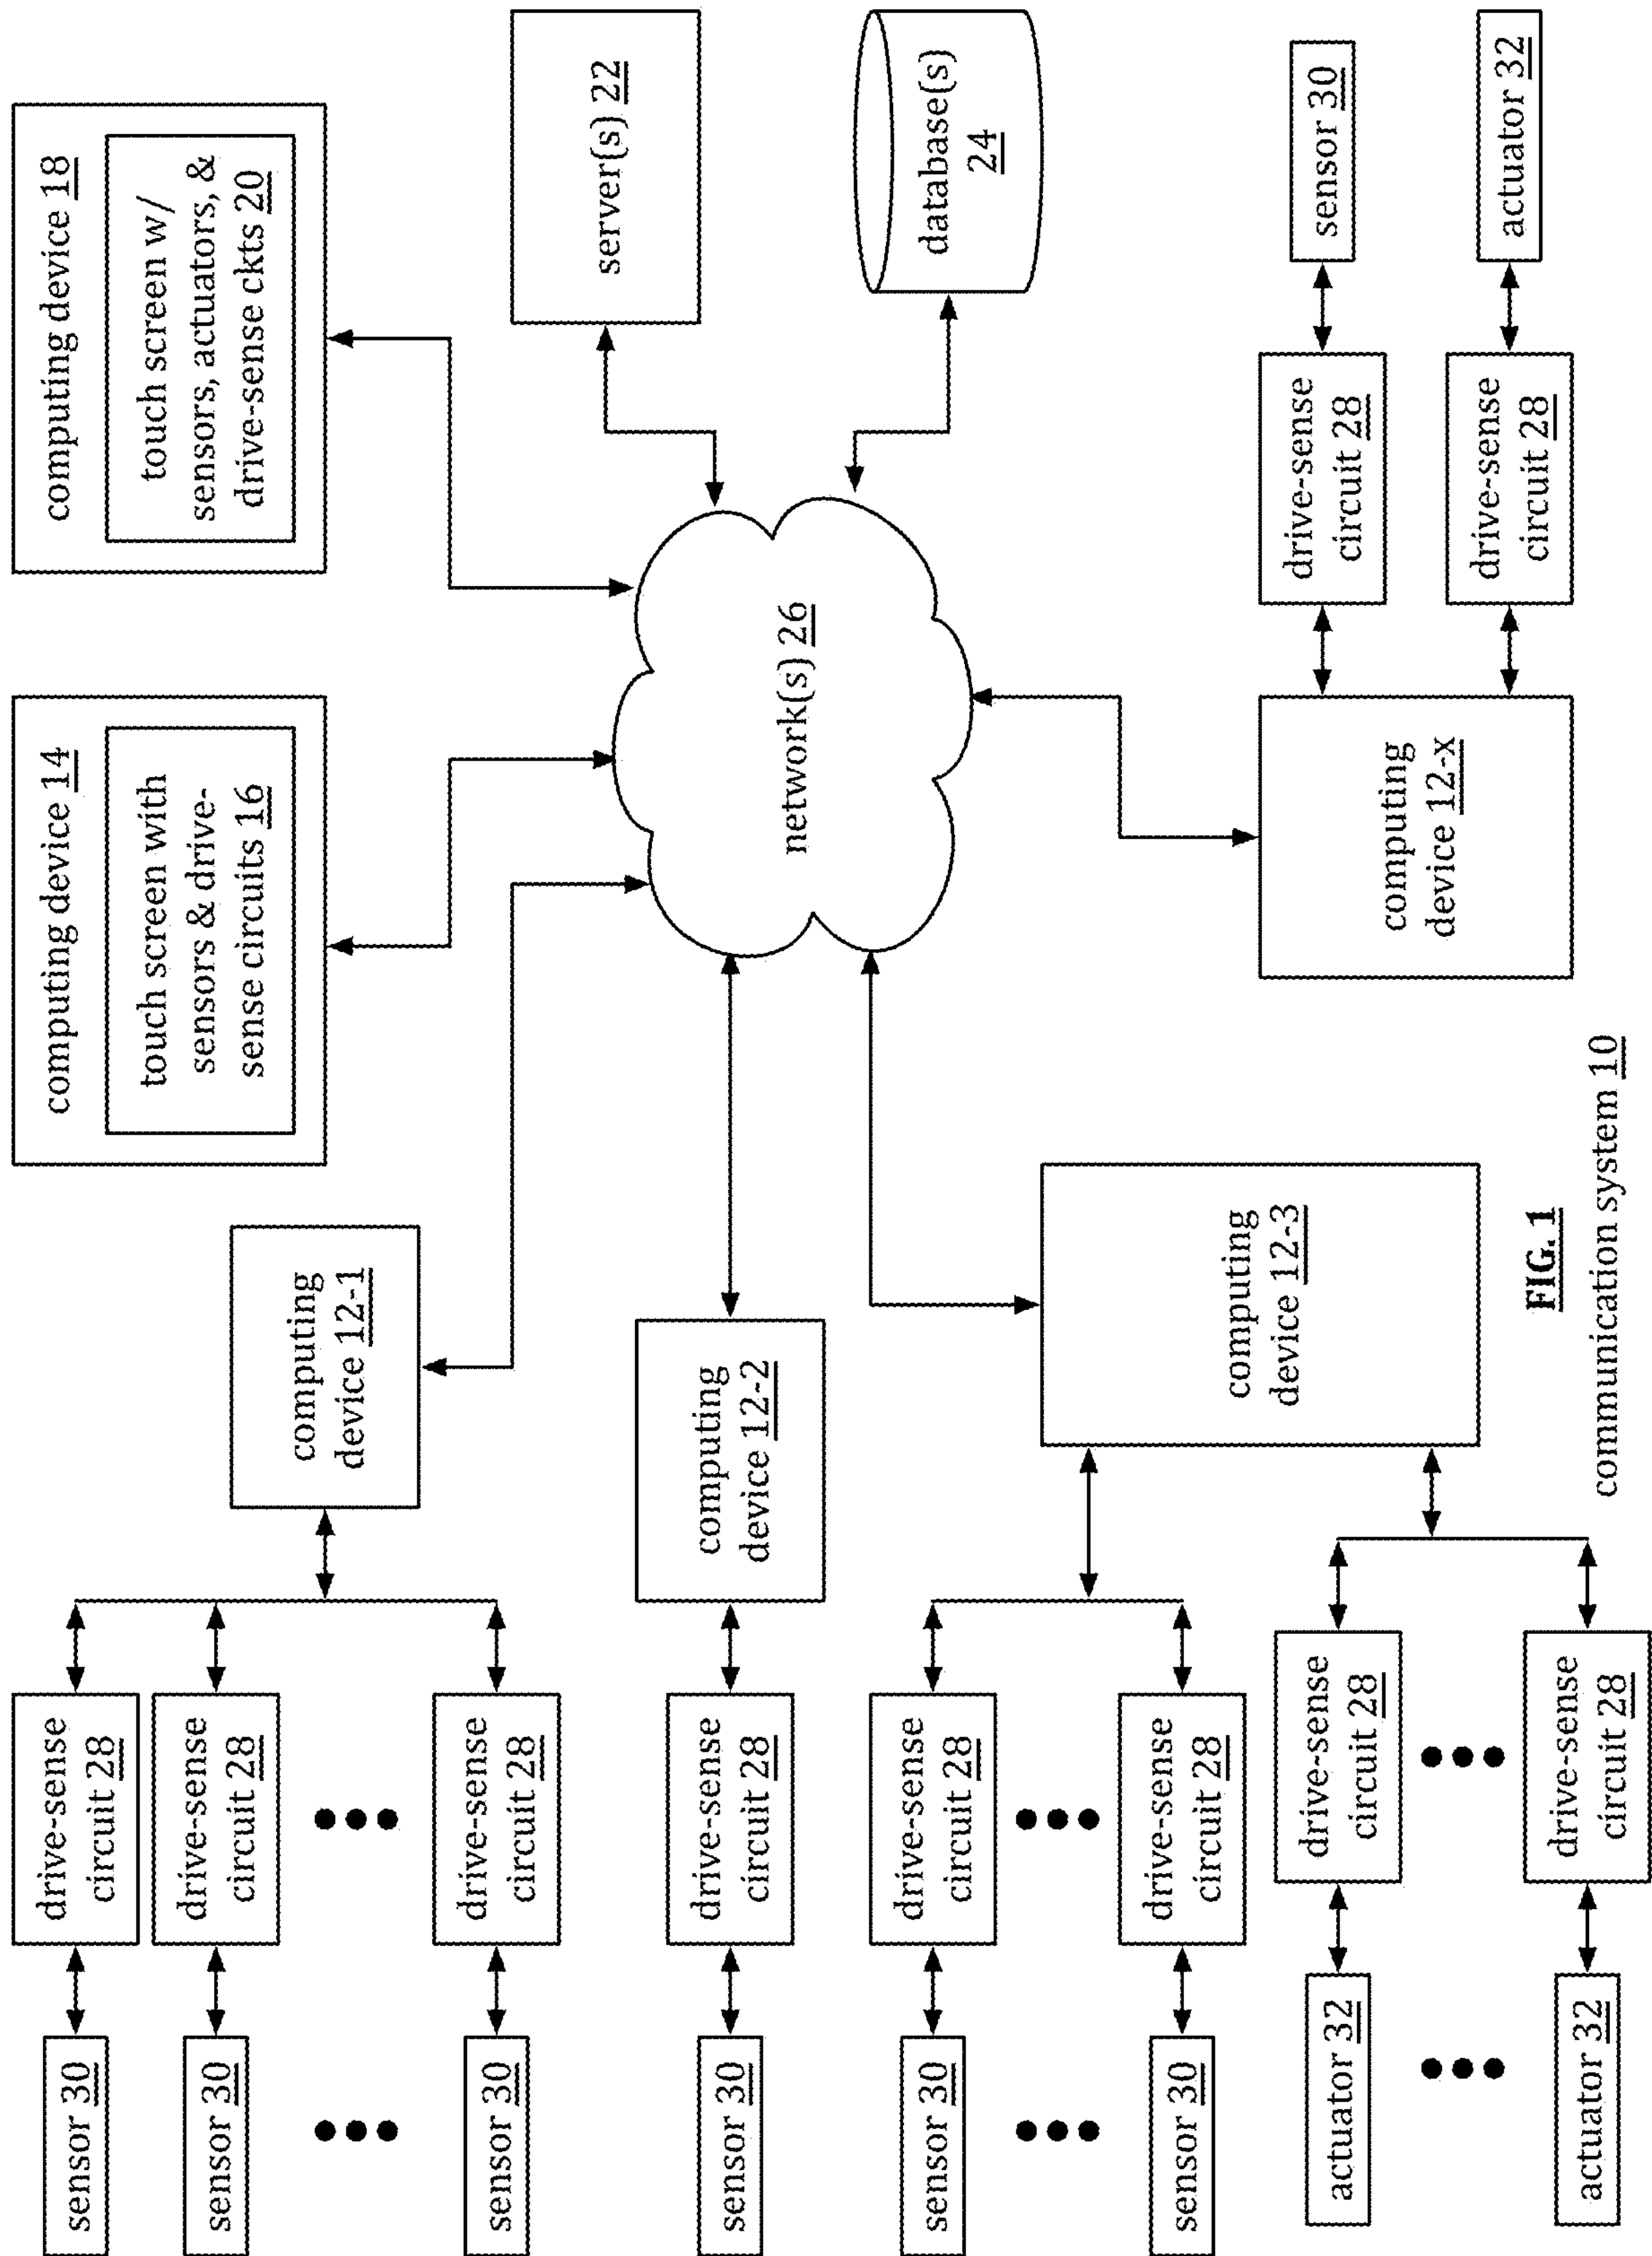 computing device 14
touch screen with
sensors & drive-
sense circuits 16
computing device 18
touch screen w/
sensors, actuators, &
drive-sense ckts 20
sensor 30
drive-sense
circuit 28
sensor 30
drive-sense
circuit 28
sensor 30
drive-sense
circuit 28
computing
device 12-1
server(s) 22
sensor 30
drive-sense
circuit 28
computing
device 12-2
network(s) 26
database(s)
24
sensor 30
drive-sense
circuit 28
sensor 30
drive-sense
circuit 28
computing
device 12-3
actuator 32
drive-sense
circuit 28
actuator 32
drive-sense
circuit 28
computing
device 12-x
drive-sense
circuit 28
sensor 30
drive-sense
circuit 28
actuator 32
FIG. 1
communication system 10